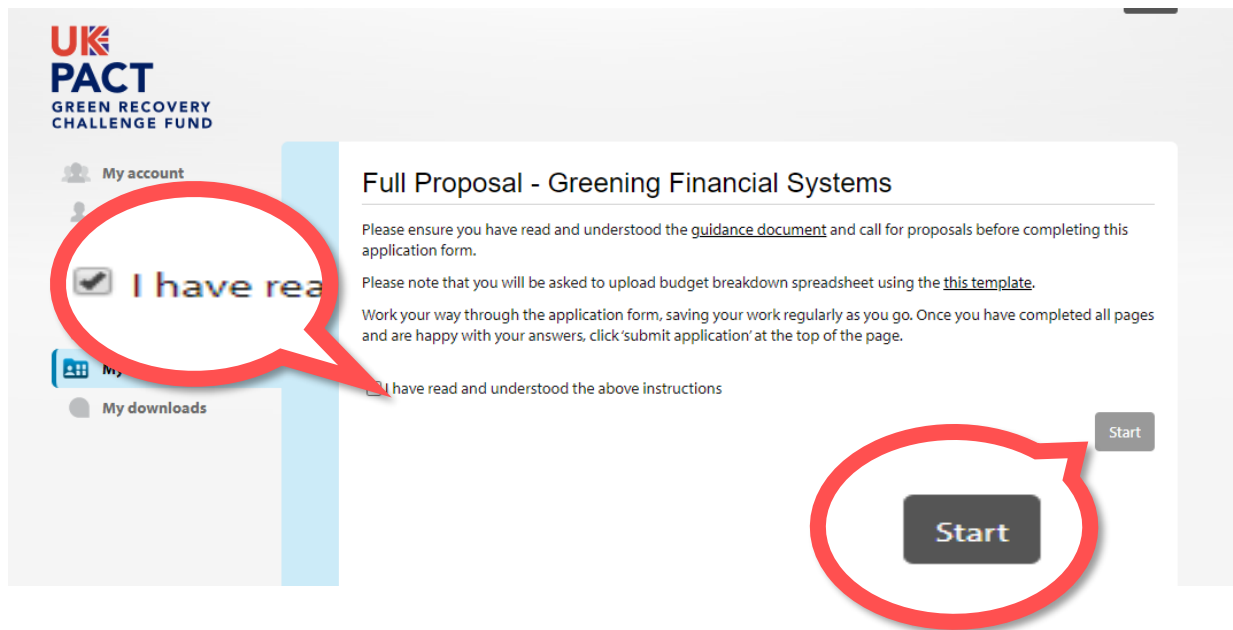 UK
PACT
GREEN RECOVERY
CHALLENGE FUND
My account
I have rea
My
My downloads
Full Proposal - Greening Financial Systems
Please ensure you have read and understood the guidance document and call for proposals before completing this
application form.
Please note that you will be asked to upload budget breakdown spreadsheet using the this template.
Work your way through the application form, saving your work regularly as you go. Once you have completed all pages
and are happy with your answers, click ‘submit application’ at the top of the page.
I have read and understood the above instructions
Start
Start